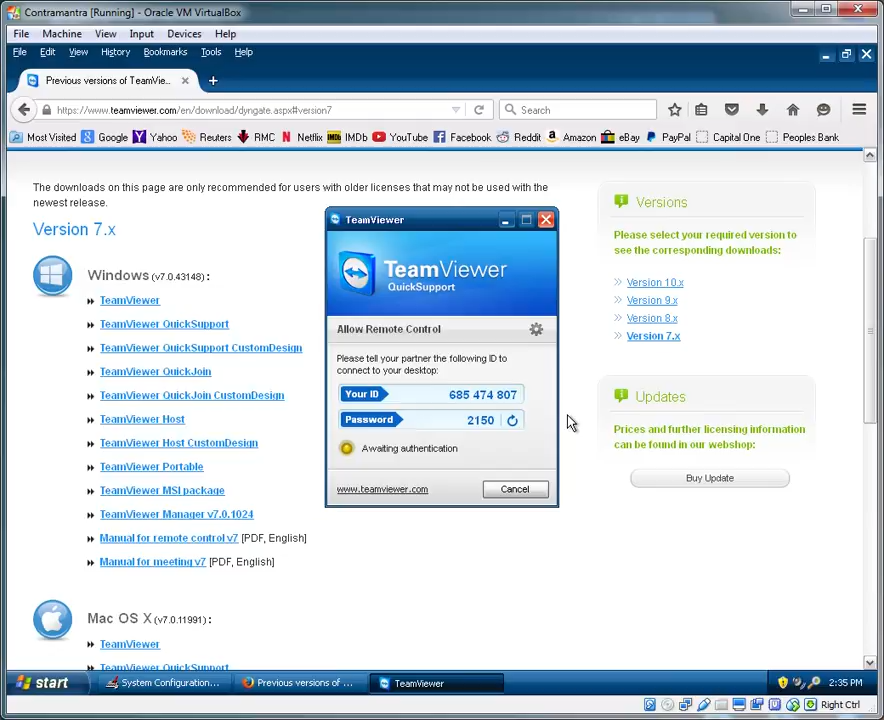 Contramantra [Running] - Oracle VM VirtualBox
File Machine View Input Devices Help
File Edit View History Bookmarks Tools Help
Previous versions of TeamVie...
https://www.teamviewer.com/en/download/dyngate.aspx#version7
Search
Most Visited Google Yahoo Reuters RMC Netflix IMDb YouTube Facebook Reddit Amazon eBay PayPal Capital One Peoples Bank
The downloads on this page are only recommended for users with older licenses that may not be used with the
newest release.
Version 7.x
Windows (v7.0.43148) :
TeamViewer
TeamViewer QuickSupport
TeamViewer QuickSupport CustomDesign
TeamViewer QuickJoin
TeamViewer QuickJoin CustomDesign
TeamViewer Host
TeamViewer Host CustomDesign
TeamViewer Portable
TeamViewer MSI package
TeamViewer Manager v7.0.1024
Manual for remote control v7 [PDF, English]
Manual for meeting v7 [PDF, English]
Mac OS X (v7.0.11991) :
TeamViewer
TeamViewer QuickSupport
TeamViewer
TeamViewer
QuickSupport
Allow Remote Control
Please tell your partner the following ID to
connect to your desktop:
Your ID 685 474 807
Password 2150
Awaiting authentication
www.teamviewer.com Cancel
Versions
Please select your required version to
see the corresponding downloads:
Version 10.x
Version 9.x
Version 8.x
Version 7.x
Updates
Prices and further licensing information
can be found in our webshop:
Buy Update
start System Configuration... Previous versions of ... TeamViewer 2:35 PM
Right Ctrl